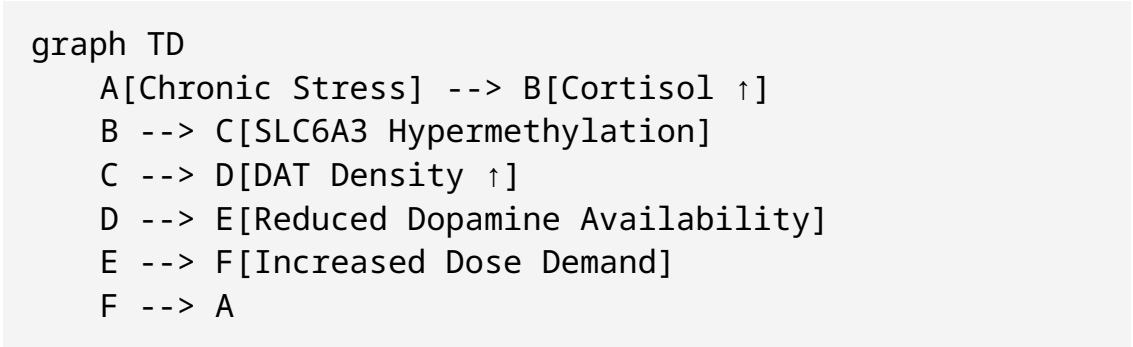 graph TD
    A[Chronic Stress] --> B[Cortisol ↑]
    B --> C[SLC6A3 Hypermethylation]
    C --> D[DAT Density ↑]
    D --> E[Reduced Dopamine Availability]
    E --> F[Increased Dose Demand]
    F --> A